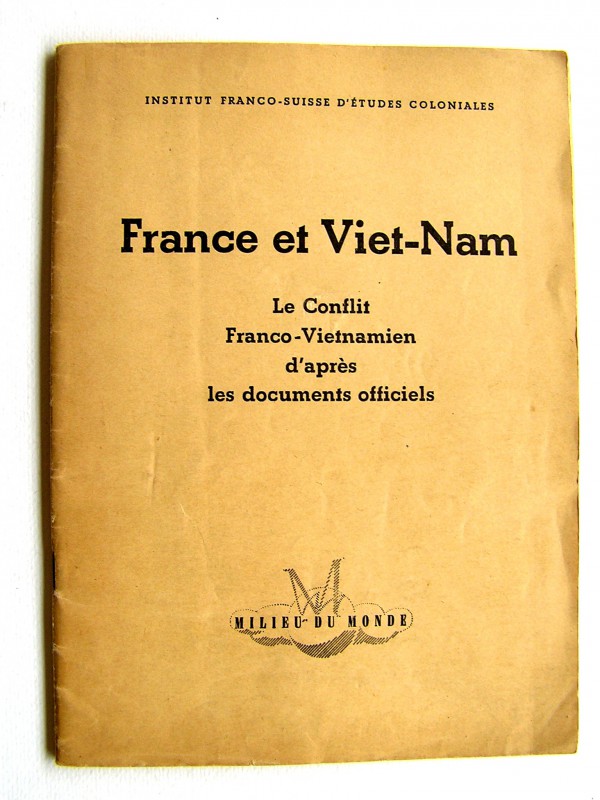 INSTITUT FRANCO-SUISSE D'ÉTUDES COLONIALES
France et Viet-Nam
Le Conflit
Franco-Vietnamien
d'après
les documents officiels
MILIEU DU MONDE